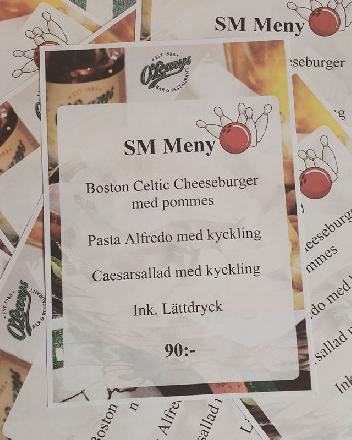 SM Meny
eseburger
O'Learys
SM Meny
Boston Celtic Cheeseburger
med pommes
Pasta Alfredo med kyckling
Caesarsallad med kyckling
Ink. Lättdryck
90:-